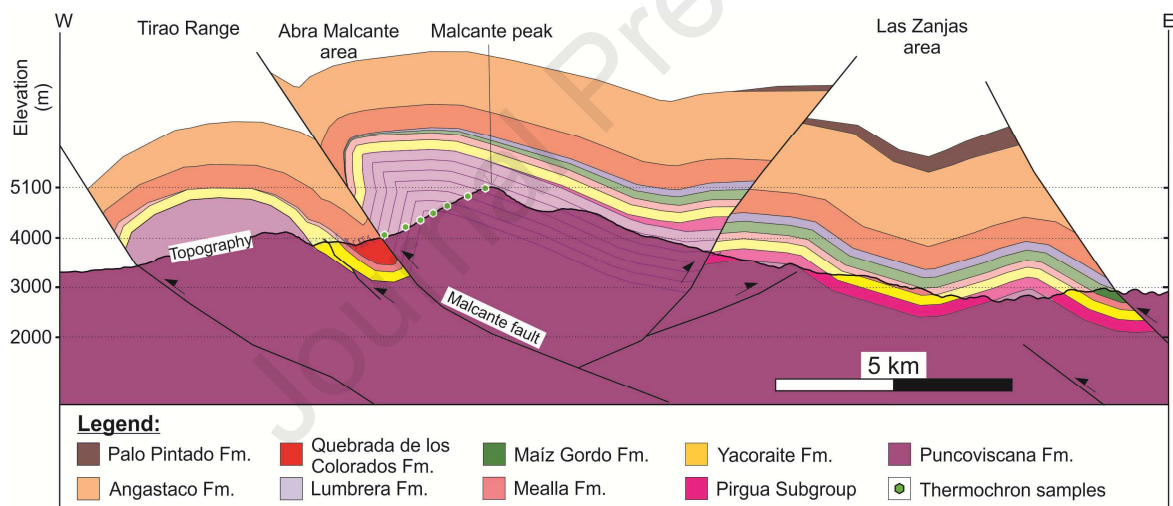 W
E
Tirao Range
Abra Malcante
area
Malcante peak
Las Zanjas
area
Elevation
(m)
5100
4000
3000
2000
Topography
Malcante fault
5 km
Journal Pre
Legend:
Palo Pintado Fm.
Quebrada de los
Colorados Fm.
Maíz Gordo Fm.
Yacoraite Fm.
Puncoviscana Fm.
Angastaco Fm.
Lumbrera Fm.
Mealla Fm.
Pirgua Subgroup
Thermochron samples